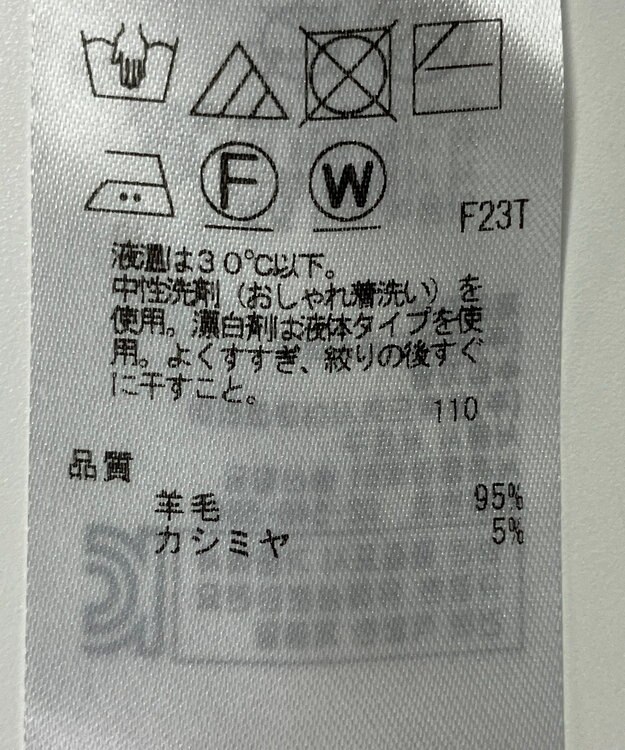 F W
F23T
液温は30℃以下。
中性洗剤（おしゃれ着洗い）を
使用。漂白剤は液体タイプを使
用。よくすすぎ、絞りの後すぐ
に干すこと。
110
品質
羊毛 95%
カシミヤ 5%